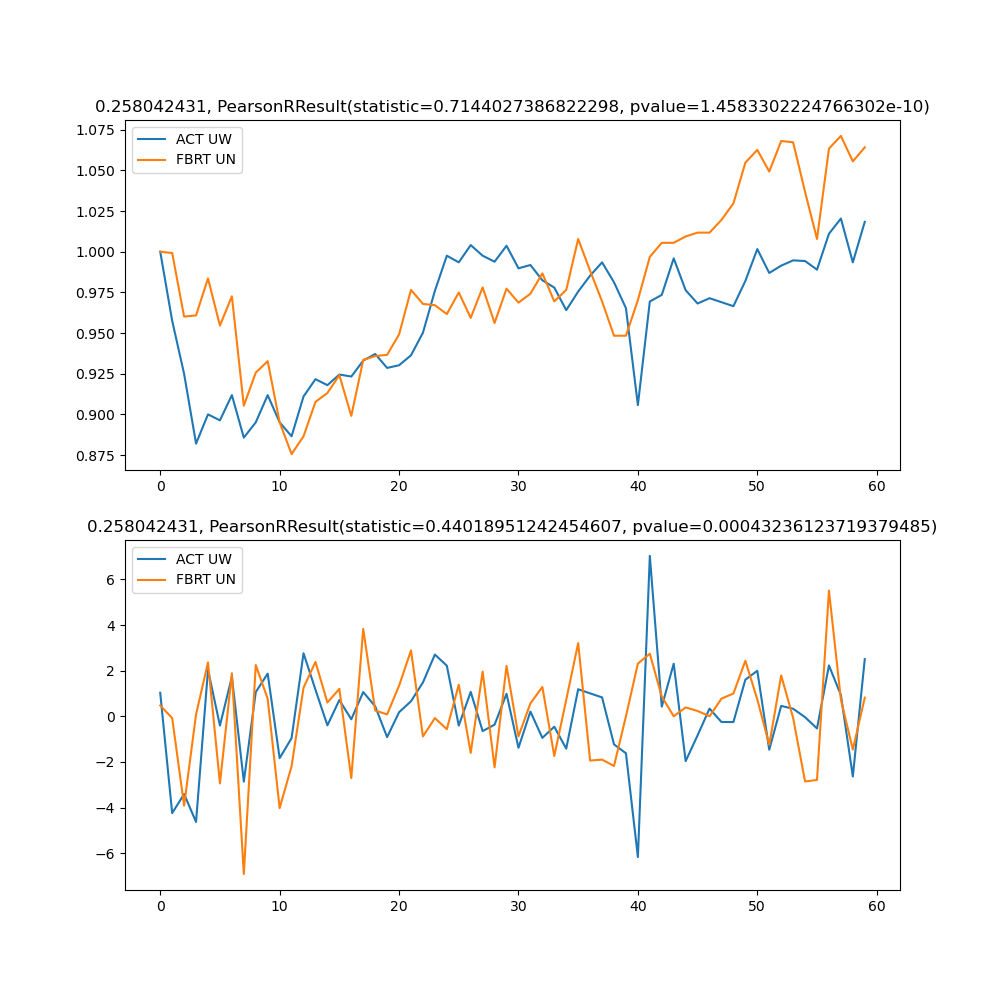 0.258042431, PearsonRResult(statistic=0.7144027386822298, pvalue=1.4583302224766302e-10)
ACT UW
FBRT UN
1.075
1.050
1.025
1.000
0.975
0.950
0.925
0.900
0.875
0 10 20 30 40 50 60
0.258042431, PearsonRResult(statistic=0.44018951242454607, pvalue=0.00043236123719379485)
ACT UW
FBRT UN
6
4
2
0
−2
−4
−6
0 10 20 30 40 50 60